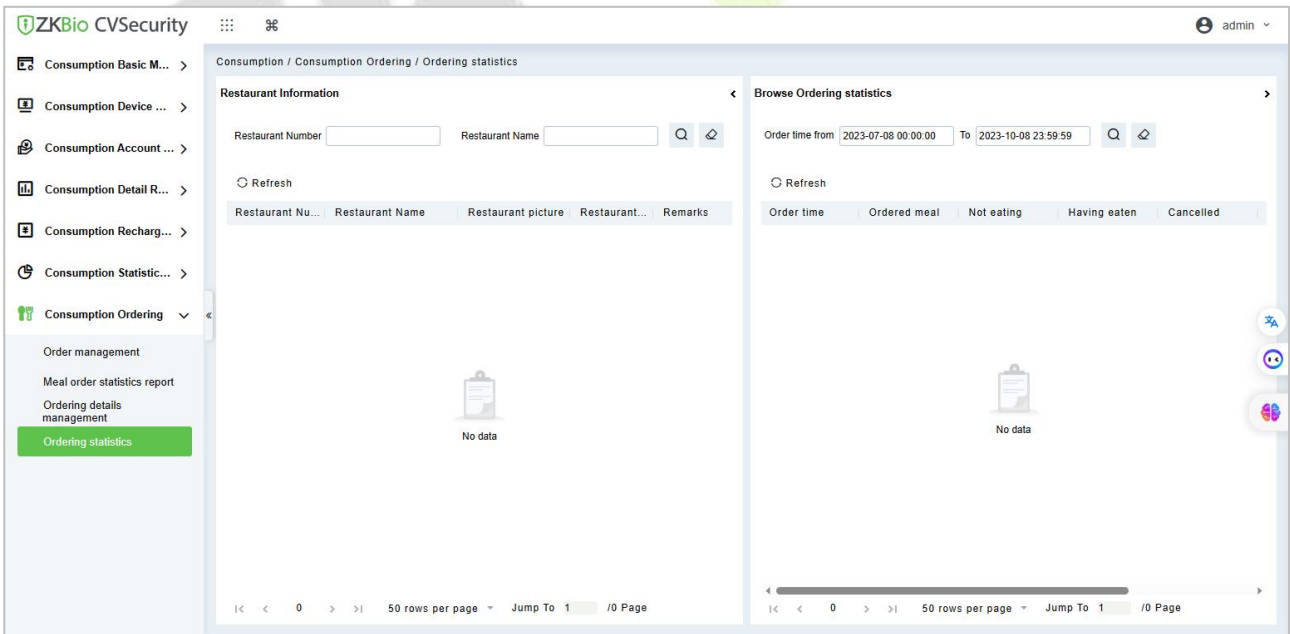 ZKBio CVSecurity
admin
Consumption Basic M...
Consumption Device ...
Consumption Account ...
Consumption Detail R...
Consumption Recharg...
Consumption Statistic...
Consumption Ordering
Order management
Meal order statistics report
Ordering details
management
Ordering statistics
Consumption / Consumption Ordering / Ordering statistics
Restaurant Information
Restaurant Number Restaurant Name
Refresh
Restaurant Nu... Restaurant Name Restaurant picture Restaurant... Remarks
No data
0 50 rows per page Jump To 1 /0 Page
Browse Ordering statistics
Order time from 2023-07-08 00:00:00 To 2023-10-08 23:59:59
Refresh
Order time Ordered meal Not eating Having eaten Cancelled
No data
0 50 rows per page Jump To 1 /0 Page